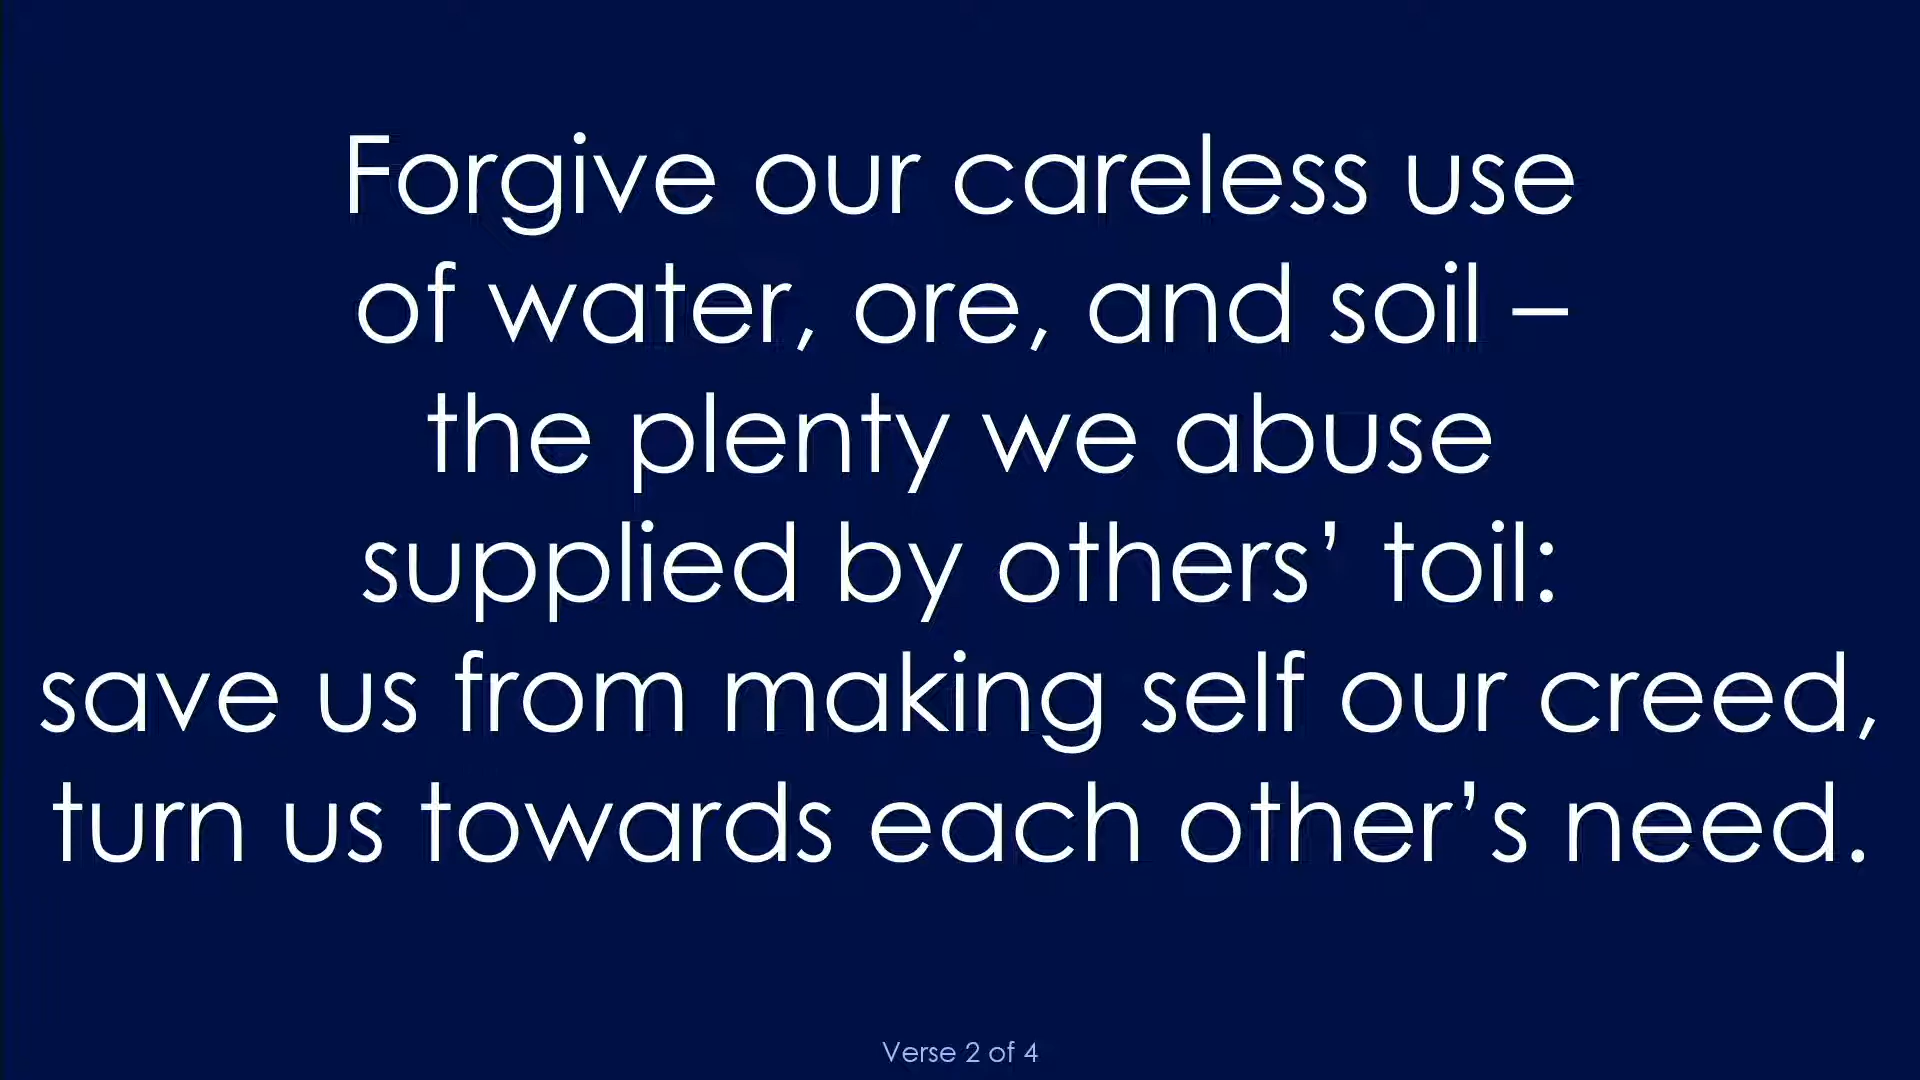 Forgive our careless use
of water, ore, and soil –
the plenty we abuse
supplied by others’ toil:
save us from making self our creed,
turn us towards each other’s need.
Verse 2 of 4